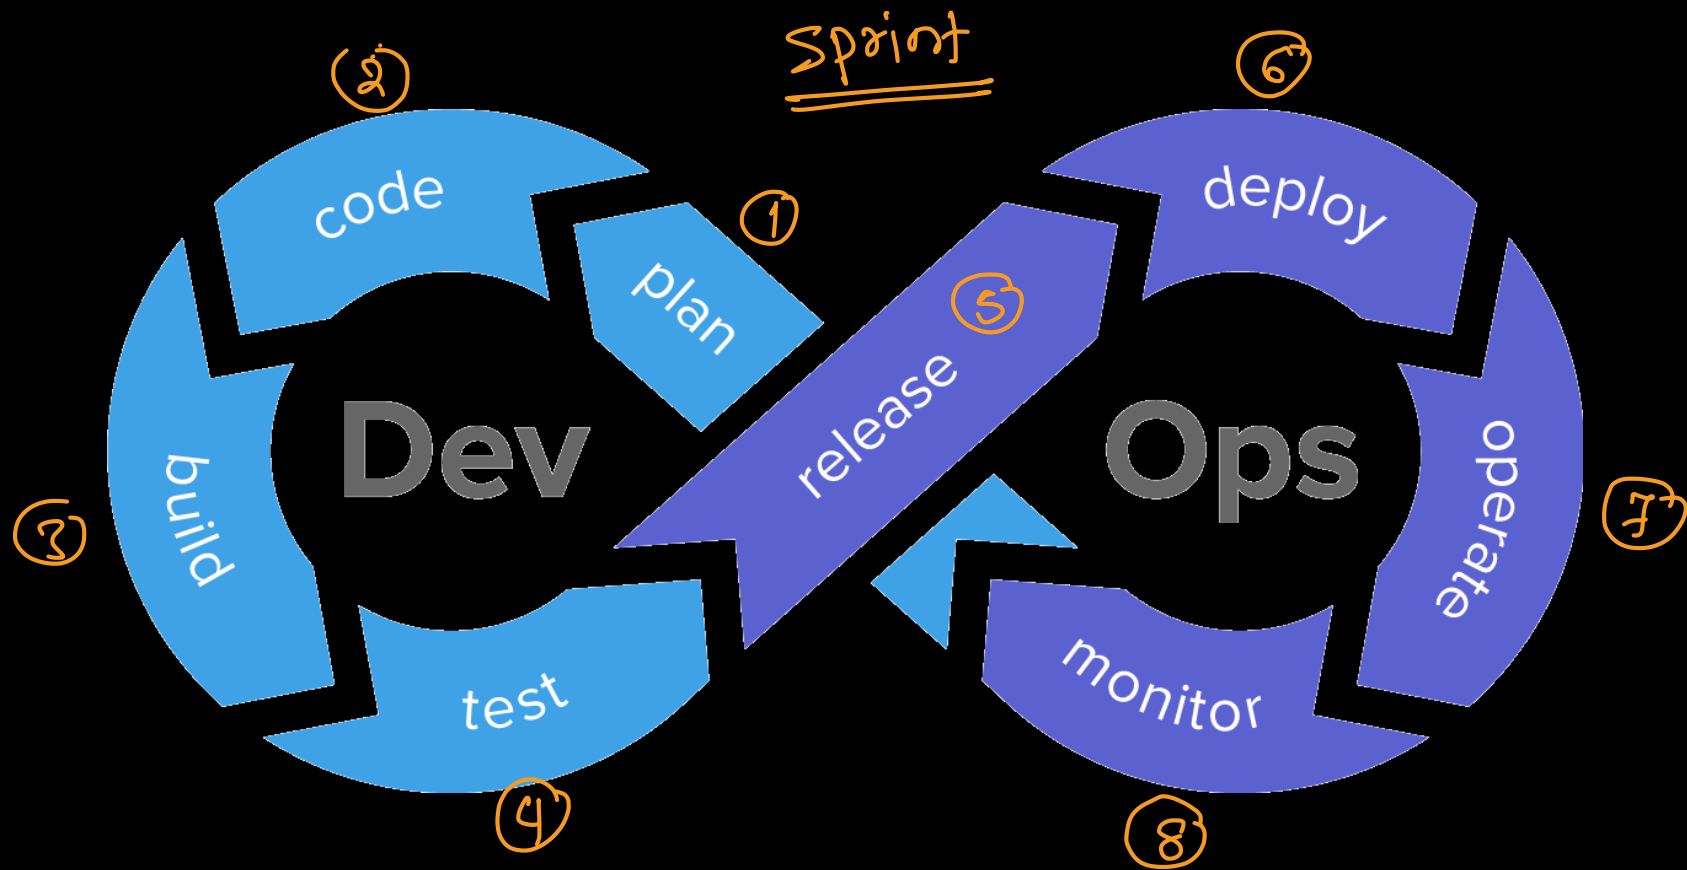 Sprint
2
code
1
plan
3
build
Dev
4
test
5
release
6
deploy
Ops
7
operate
8
monitor